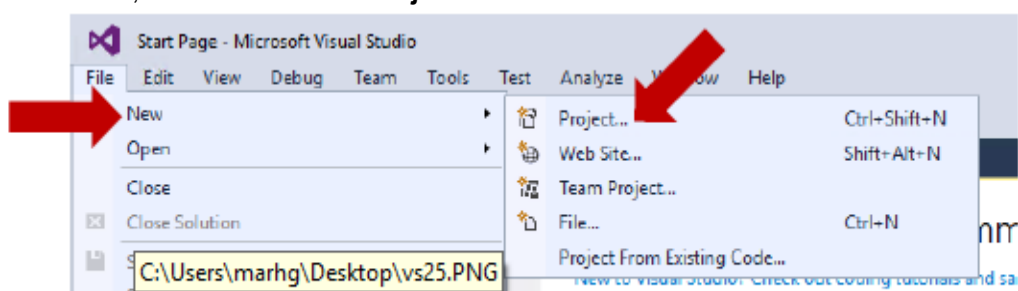 Start Page - Microsoft Visual Studio
File Edit View Debug Team Tools Test Analyze Help
New
Project... Ctrl+Shift+N
Open
Web Site... Shift+Alt+N
Close
Team Project...
Close Solution
File... Ctrl+N
Project From Existing Code...
C:\Users\marhg\Desktop\vs25.PNG
New to Visual Studio? Check out coding tutorials and sa